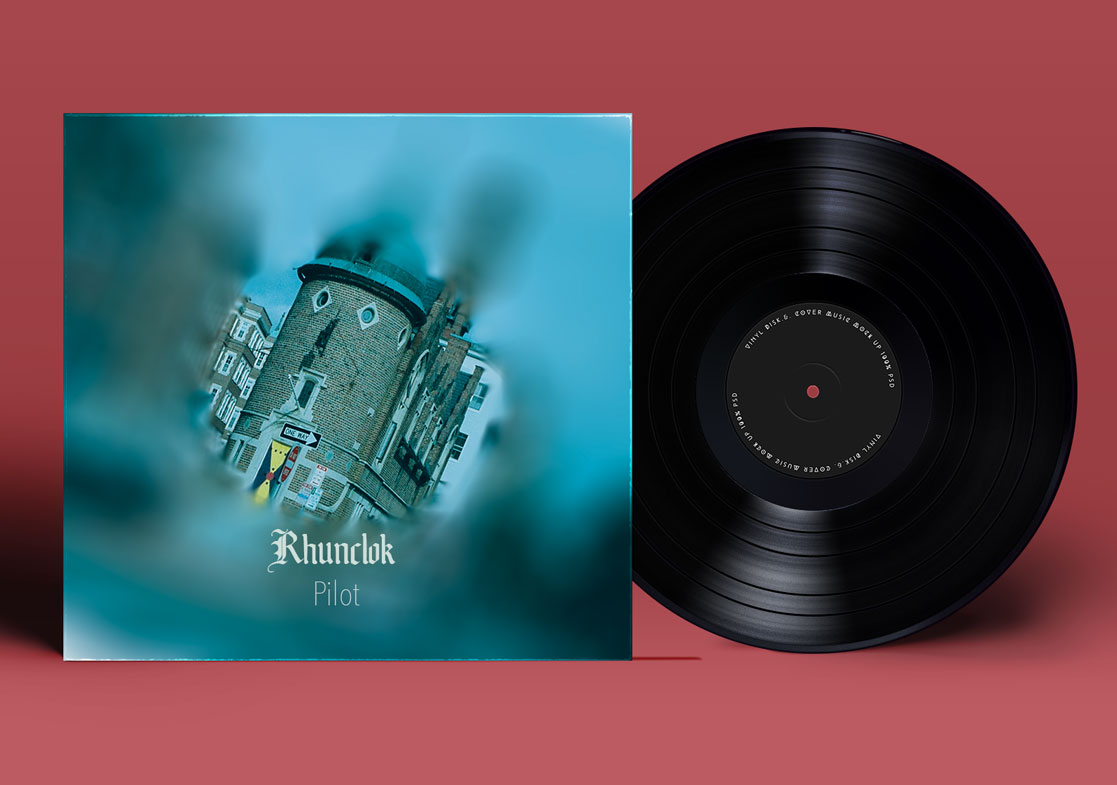 ONE WAY
Rhunclok
Pilot
VINYL DISK & COVER MUSIC MOCK UP 100% PSD
VINYL DISK & COVER MUSIC MOCK UP 100% PSD